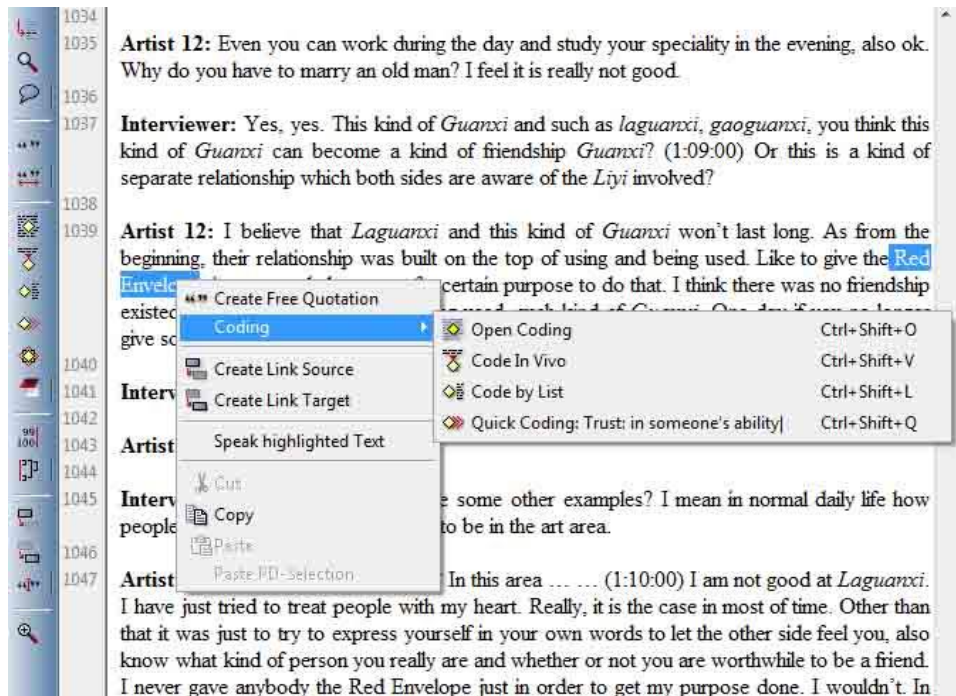 1034
1035 Artist 12: Even you can work during the day and study your speciality in the evening, also ok.
Why do you have to marry an old man? I feel it is really not good.
1036
1037 Interviewer: Yes, yes. This kind of Guanxi and such as laguanxi, gaoguanxi, you think this
kind of Guanxi can become a kind of friendship Guanxi? (1:09:00) Or this is a kind of
separate relationship which both sides are aware of the Liyi involved?
1038
1039 Artist 12: I believe that Laguanxi and this kind of Guanxi won't last long. As from the
beginning, their relationship was built on the top of using and being used. Like to give the Red
Envelo certain purpose to do that. I think there was no friendship
existed
give so
1040
1041 Interv
1042
1043 Artist
1044
1045 Interv some other examples? I mean in normal daily life how
people to be in the art area.
1046
1047 Artist In this area … … (1:10:00) I am not good at Laguanxi.
I have just tried to treat people with my heart. Really, it is the case in most of time. Other than
that it was just to try to express yourself in your own words to let the other side feel you, also
know what kind of person you really are and whether or not you are worthwhile to be a friend.
I never gave anybody the Red Envelope just in order to get my purpose done. I wouldn't. In
Create Free Quotation
Coding
Create Link Source
Create Link Target
Speak highlighted Text
Cut
Copy
Paste
Paste PD-Selection
Open Coding Ctrl+Shift+O
Code In Vivo Ctrl+Shift+V
Code by List Ctrl+Shift+L
Quick Coding: Trust: in someone's ability| Ctrl+Shift+Q